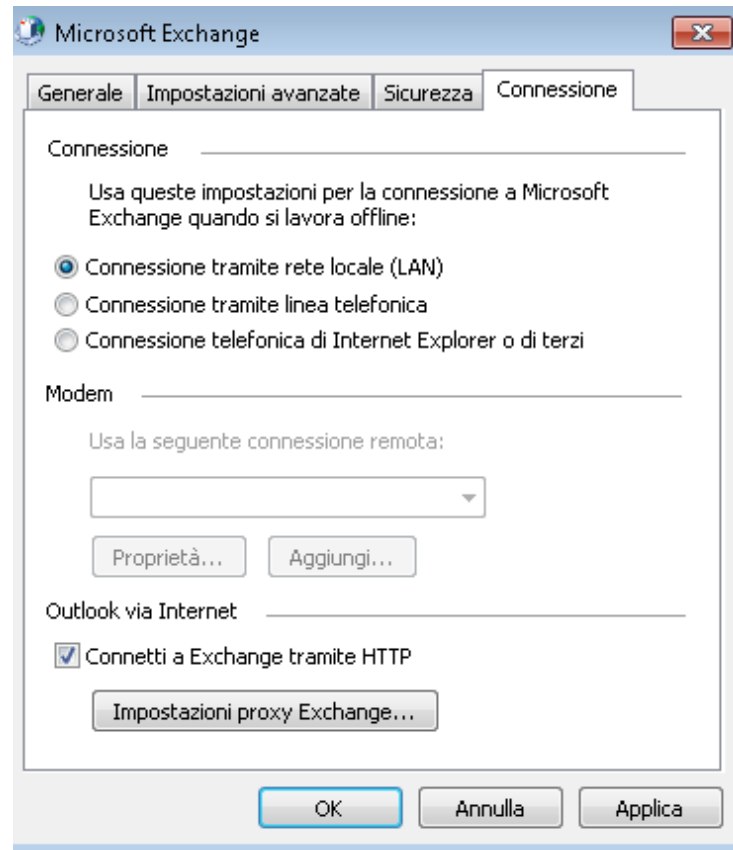 Microsoft Exchange
Generale Impostazioni avanzate Sicurezza Connessione
Connessione
Usa queste impostazioni per la connessione a Microsoft
Exchange quando si lavora offline:
Connessione tramite rete locale (LAN)
Connessione tramite linea telefonica
Connessione telefonica di Internet Explorer o di terzi
Modem
Usa la seguente connessione remota:
Proprietà... Aggiungi...
Outlook via Internet
Connetti a Exchange tramite HTTP
Impostazioni proxy Exchange...
OK Annulla Applica